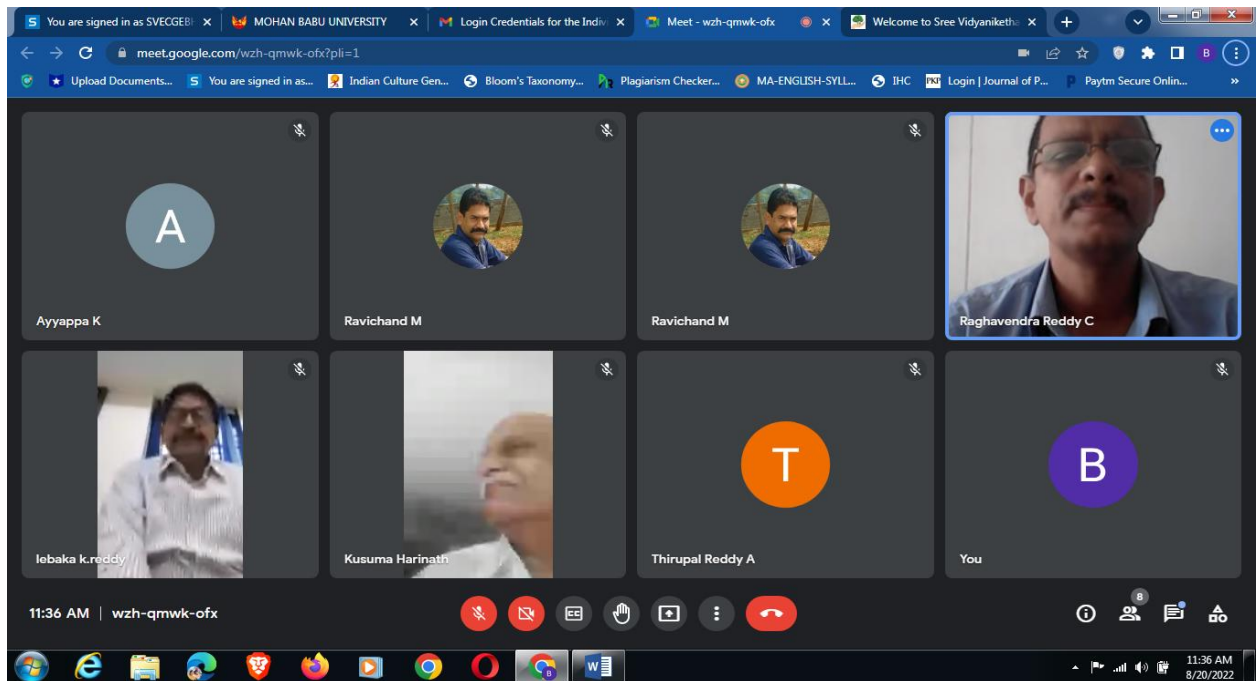 You are signed in as SVECGEB
MOHAN BABU UNIVERSITY
Login Credentials for the Indiv
Meet - wzh-qmwk-ofx
Welcome to Sree Vidyaniketh
meet.google.com/wzh-qmwk-ofx?pli=1
B
Upload Documents...
You are signed in as...
Indian Culture Gen...
Bloom's Taxonomy...
Plagiarism Checker...
MA-ENGLISH-SYLL...
IHC
PKP
Login | Journal of P...
Paytm Secure Onlin...
A
Ayyappa K
Ravichand M
Ravichand M
Raghavendra Reddy C
lebaka k.reddy
Kusuma Harinath
T
Thirupal Reddy A
B
You
11:36 AM | wzh-qmwk-ofx
8
11:36 AM
8/20/2022